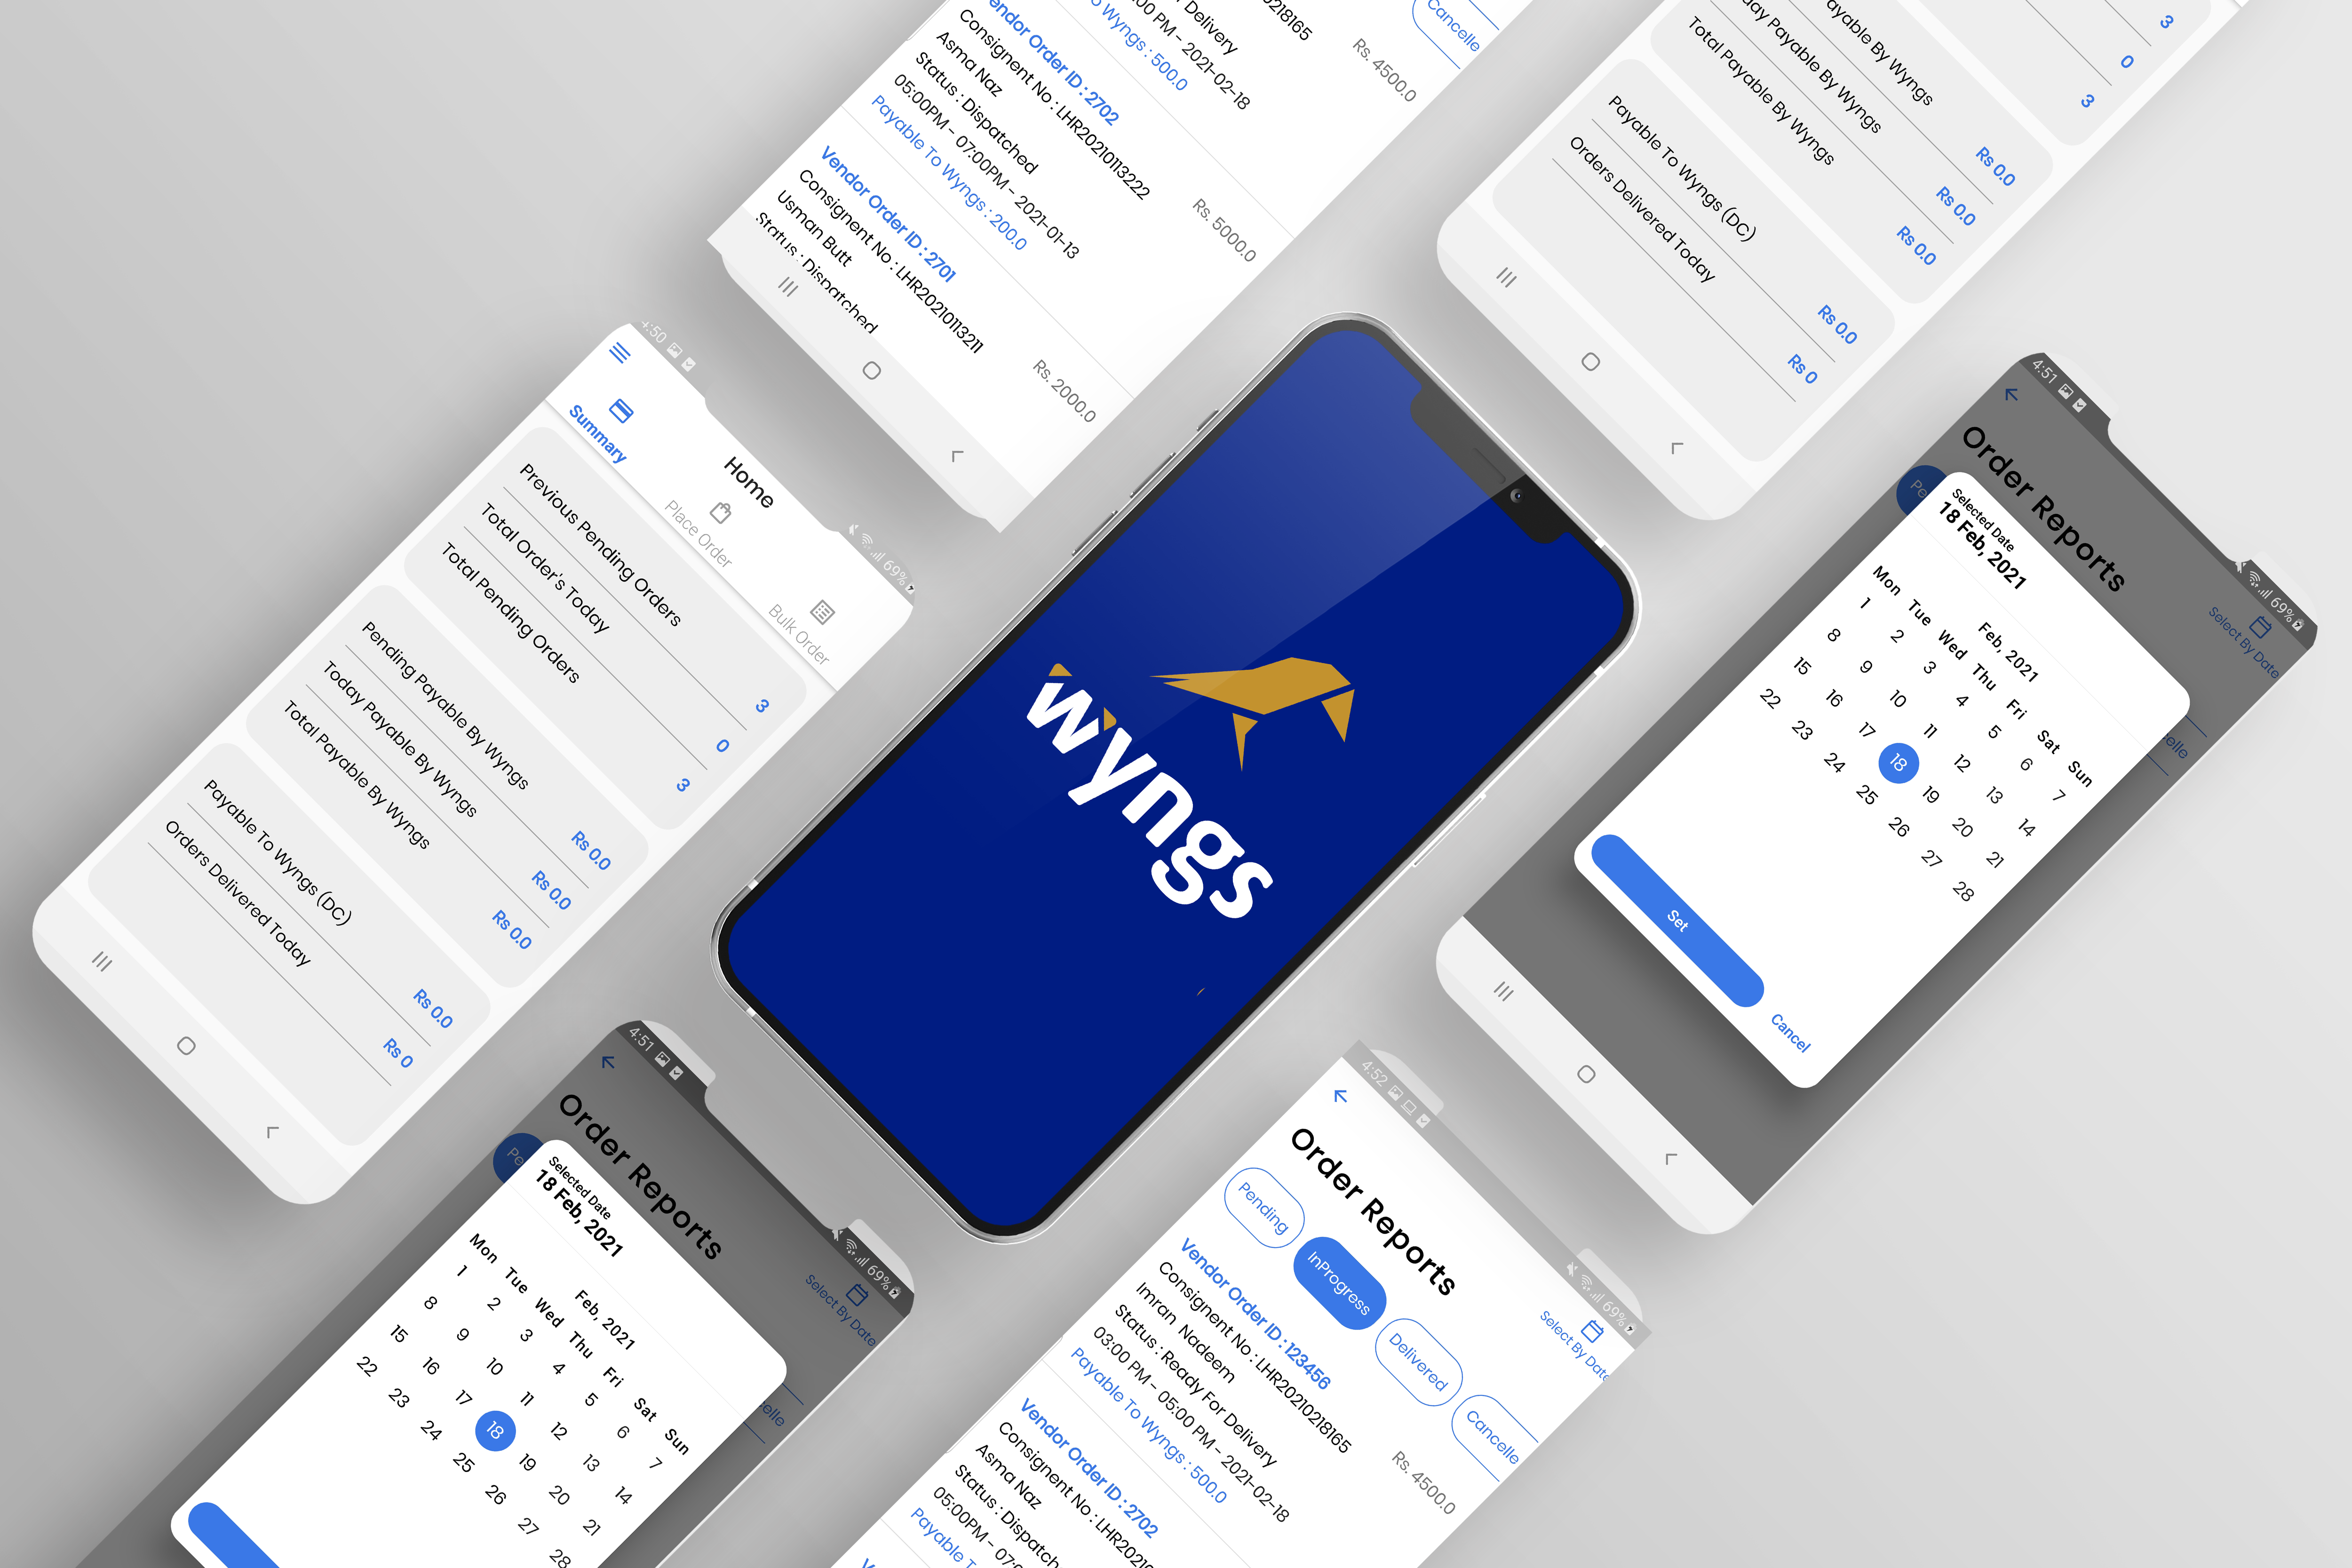 Vendor Order ID : 2702
Consignent No : LHR20210113222
Asma Naz
Status : Dispatched
05:00PM - 07:00PM - 2021-01-13
Payable To Wyngs : 200.0
Rs. 5000.0
Delivery
00 PM - 2021-02-18
Wyngs : 500.0
Rs. 4500.0
Cancelle
Vendor Order ID : 2701
Consignent No : LHR20210113211
Usman Butt
Status : Dispatched
Rs. 2000.0
3
0
3
Payable By Wyngs
Rs 0.0
Payable By Wyngs
Rs 0.0
Total Payable By Wyngs
Rs 0.0
Payable To Wyngs (DC)
Rs 0.0
Orders Delivered Today
Rs 0
4:50
69%
Home
Summary
Place Order
Bulk Order
Previous Pending Orders
3
Total Order's Today
0
Total Pending Orders
3
Pending Payable By Wyngs
Rs 0.0
Today Payable By Wyngs
Rs 0.0
Total Payable By Wyngs
Rs 0.0
Payable To Wyngs (DC)
Rs 0.0
Orders Delivered Today
Rs 0
wyngs
4:51
69%
Order Reports
Select By Date
Pe
elle
Selected Date
18 Feb, 2021
Feb, 2021
Mon Tue Wed Thu Fri Sat Sun
1 2 3 4 5 6 7
8 9 10 11 12 13 14
15 16 17 18 19 20 21
22 23 24 25 26 27 28
Set
Cancel
4:51
69%
Order Reports
Select By Date
Pe
elle
Selected Date
18 Feb, 2021
Feb, 2021
Mon Tue Wed Thu Fri Sat Sun
1 2 3 4 5 6 7
8 9 10 11 12 13 14
15 16 17 18 19 20 21
22 23 24 25 26 27 28
4:52
69%
Order Reports
Select By Date
Pending
InProgress
Delivered
Cancelle
Vendor Order ID : 123456
Consignent No : LHR20210218165
Imran Nadeem
Status : Ready For Delivery
03:00 PM - 05:00 PM - 2021-02-18
Payable To Wyngs : 500.0
Rs. 4500.0
Vendor Order ID : 2702
Consignent No : LHR2021
Asma Naz
Status : Dispatch
05:00PM - 07:
Payable T